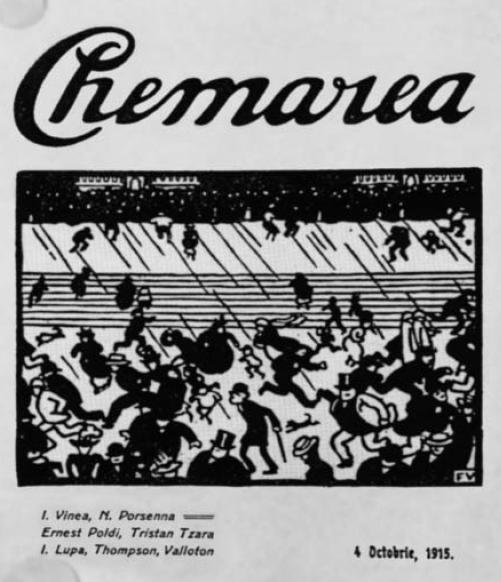 Chemarea
FV
I. Vinea, N. Porsenna
Ernest Poldi, Tristan Tzara
I. Lupa, Thompson, Valloton
4 Octobrie, 1915.